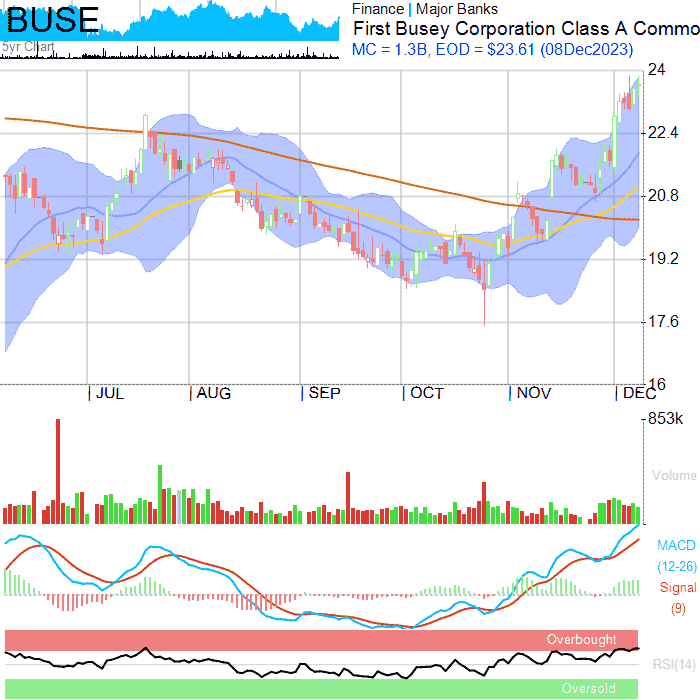 BUSE
5yr Chart
Finance | Major Banks
First Busey Corporation Class A Commo
MC = 1.3B, EOD = $23.61 (08Dec2023)
24
22.4
20.8
19.2
17.6
16
JUL AUG SEP OCT NOV DEC
853k
Volume
MACD
(12-26)
Signal
(9)
Overbought
RSI(14)
Oversold